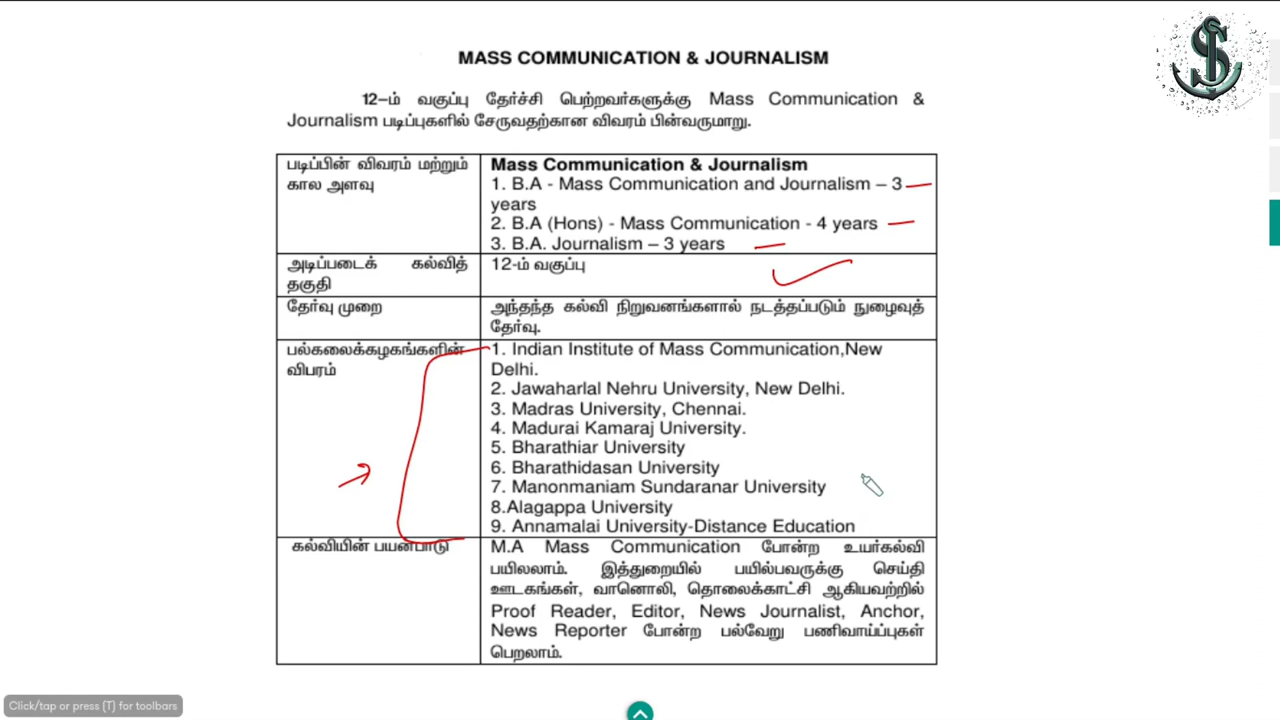 MASS COMMUNICATION & JOURNALISM
12–ம் வகுப்பு தேர்ச்சி பெற்றவர்களுக்கு Mass Communication &
Journalism படிப்புகளில் சேருவதற்கான விவரம் பின்வருமாறு.
படிப்பின் விவரம் மற்றும்
கால அளவு
Mass Communication & Journalism
1. B.A - Mass Communication and Journalism – 3
years
2. B.A (Hons) - Mass Communication - 4 years
3. B.A. Journalism – 3 years
அடிப்படைக் கல்வித்
தகுதி
12-ம் வகுப்பு
தேர்வு முறை
அந்தந்த கல்வி நிறுவனங்களால் நடத்தப்படும் நுழைவுத்
தேர்வு.
பல்கலைக்கழகங்களின்
விபரம்
1. Indian Institute of Mass Communication,New
Delhi.
2. Jawaharlal Nehru University, New Delhi.
3. Madras University, Chennai.
4. Madurai Kamaraj University.
5. Bharathiar University
6. Bharathidasan University
7. Manonmaniam Sundaranar University
8.Alagappa University
9. Annamalai University-Distance Education
கல்வியின் பயன்பாடு
M.A Mass Communication போன்ற உயர்கல்வி
பயிலலாம். இத்துறையில் பயில்பவருக்கு செய்தி
ஊடகங்கள், வானொலி, தொலைக்காட்சி ஆகியவற்றில்
Proof Reader, Editor, News Journalist, Anchor,
News Reporter போன்ற பல்வேறு பணிவாய்ப்புகள்
பெறலாம்.
Click/tap or press (T) for toolbars